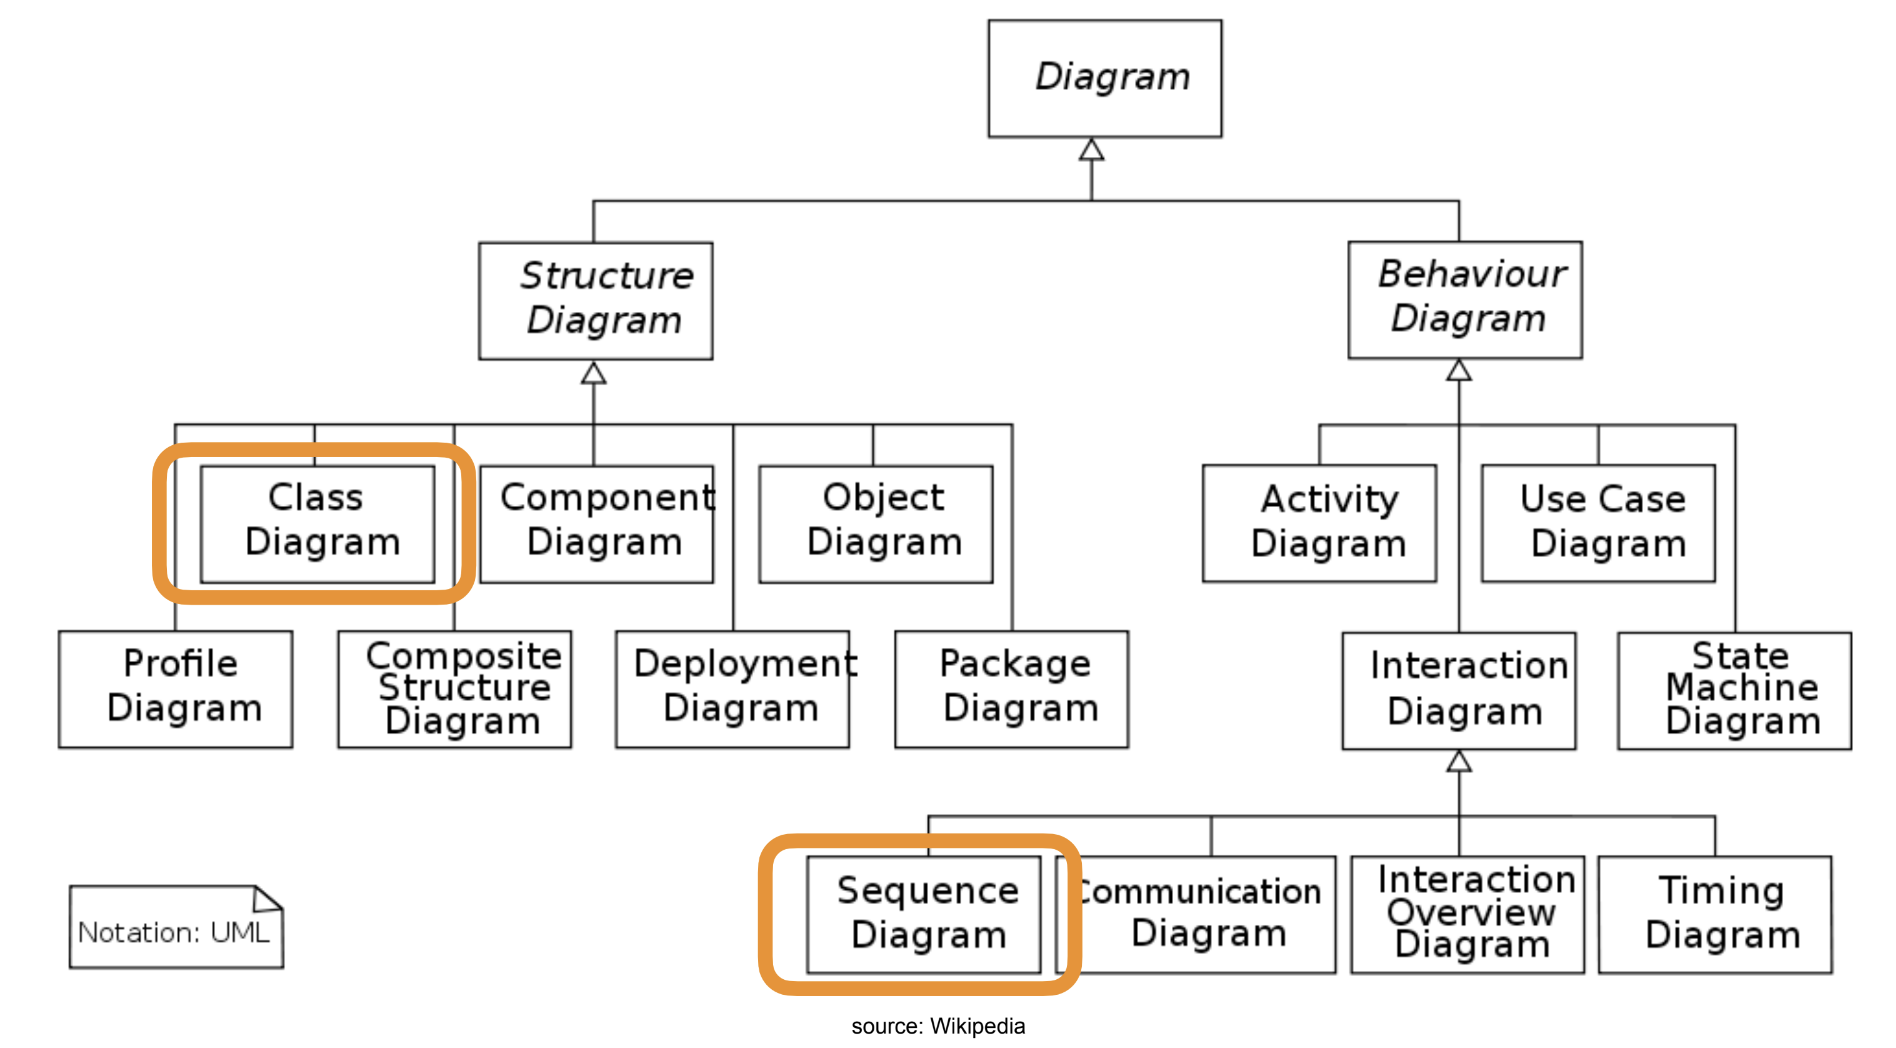 Diagram
Structure
Diagram
Behaviour
Diagram
Class
Diagram
Component
Diagram
Object
Diagram
Activity
Diagram
Use Case
Diagram
Profile
Diagram
Composite
Structure
Diagram
Deployment
Diagram
Package
Diagram
Interaction
Diagram
State
Machine
Diagram
Sequence
Diagram
Communication
Diagram
Interaction
Overview
Diagram
Timing
Diagram
Notation: UML
source: Wikipedia